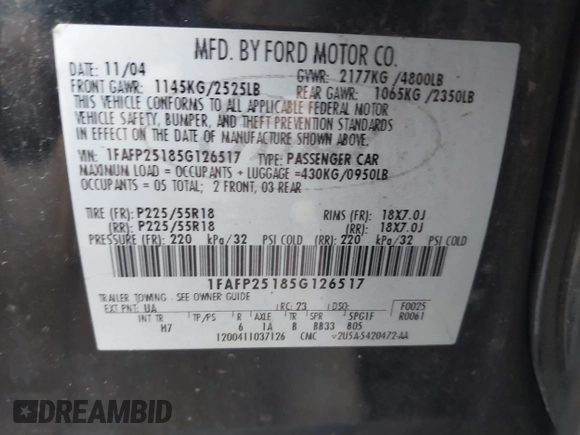 MFD. BY FORD MOTOR CO.
DATE: 11/04 GVWR: 2177KG /4800LB
FRONT GAWR: 1145KG/2525LB REAR GAWR: 1065KG/2350LB
THIS VEHICLE CONFORMS TO ALL APPLICABLE FEDERAL MOTOR
VEHICLE SAFETY, BUMPER, AND THEFT PREVENTION STANDARDS
IN EFFECT ON THE DATE OF MANUFACTURE SHOWN ABOVE.
VIN: 1FAFP25185G126517 TYPE: PASSENGER CAR
MAXIMUM LOAD = OCCUPANTS + LUGGAGE =430KG/0950LB
OCCUPANTS = 05 TOTAL; 2 FRONT, 03 REAR
TIRE (FR): P225/55R18 RIMS (FR): 18X7.0J
(RR): P225/55R18 (RR): 18X7.0J
PRESSURE (FR): 220 kPa/32 PSI COLD (RR): 220 kPa/32 PSI COLD
1FAFP25185G126517
TRAILER TOWING - SEE OWNER GUIDE
EXT PNT: UA RC: 23 DSO: F0025
INT TR TP/PS R AXLE TR SPR 5PG1F R0061
H7 6 1A B BB33 B05
1200411037126 CMC v2U5A-5420472-AA
DREAMBID